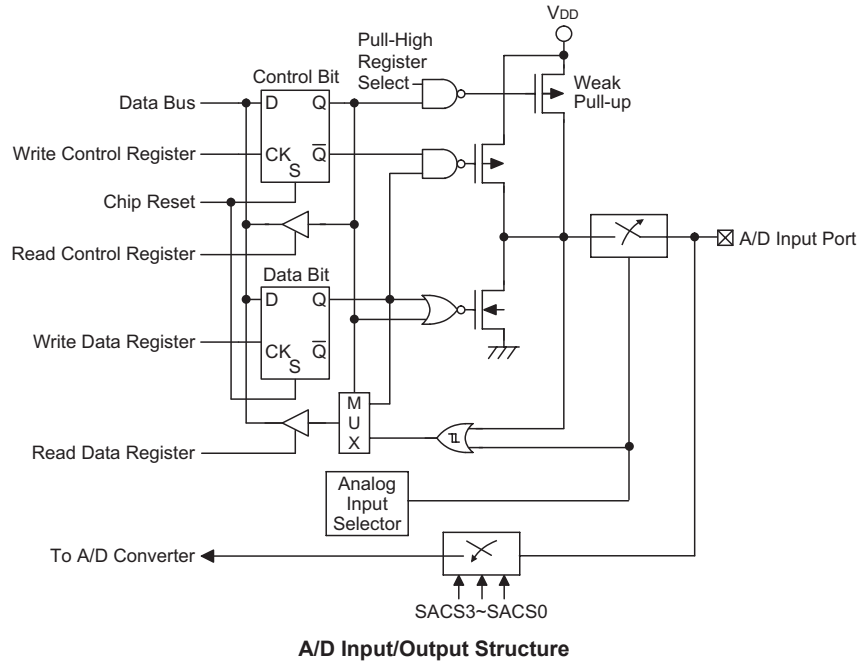 VDD
Pull-High
Register
Select
Control Bit
Weak
Pull-up
Data Bus
D
Q
Write Control Register
CK
Q
S
Chip Reset
Read Control Register
A/D Input Port
Data Bit
D
Q
Write Data Register
CK
Q
S
M
U
X
Read Data Register
Analog
Input
Selector
To A/D Converter
SACS3~SACS0
A/D Input/Output Structure